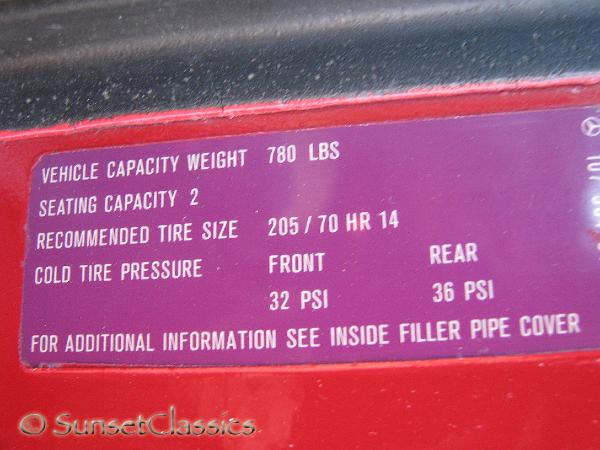 VEHICLE CAPACITY WEIGHT 780 LBS
SEATING CAPACITY 2
RECOMMENDED TIRE SIZE 205 / 70 HR 14
COLD TIRE PRESSURE FRONT REAR
32 PSI 36 PSI
FOR ADDITIONAL INFORMATION SEE INSIDE FILLER PIPE COVER
© SunsetClassics